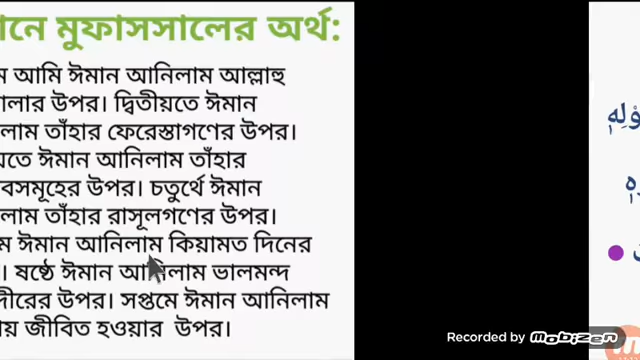 মুফাসসালের অর্থ:
আমি ঈমান আনিলাম আল্লাহু
উপর। দ্বিতীয়তে ঈমান
তাঁহার ফেরেস্তাগণের উপর।
ঈমান আনিলাম তাঁহার
উপর। চতুর্থে ঈমান
তাঁহার রাসূলগণের উপর।
ঈমান আনিলাম কিয়ামত দিনের
ষষ্ঠে ঈমান আনিলাম ভালমন্দ
উপর। সপ্তমে ঈমান আনিলাম
জীবিত হওয়ার উপর।
Recorded by Mobizen